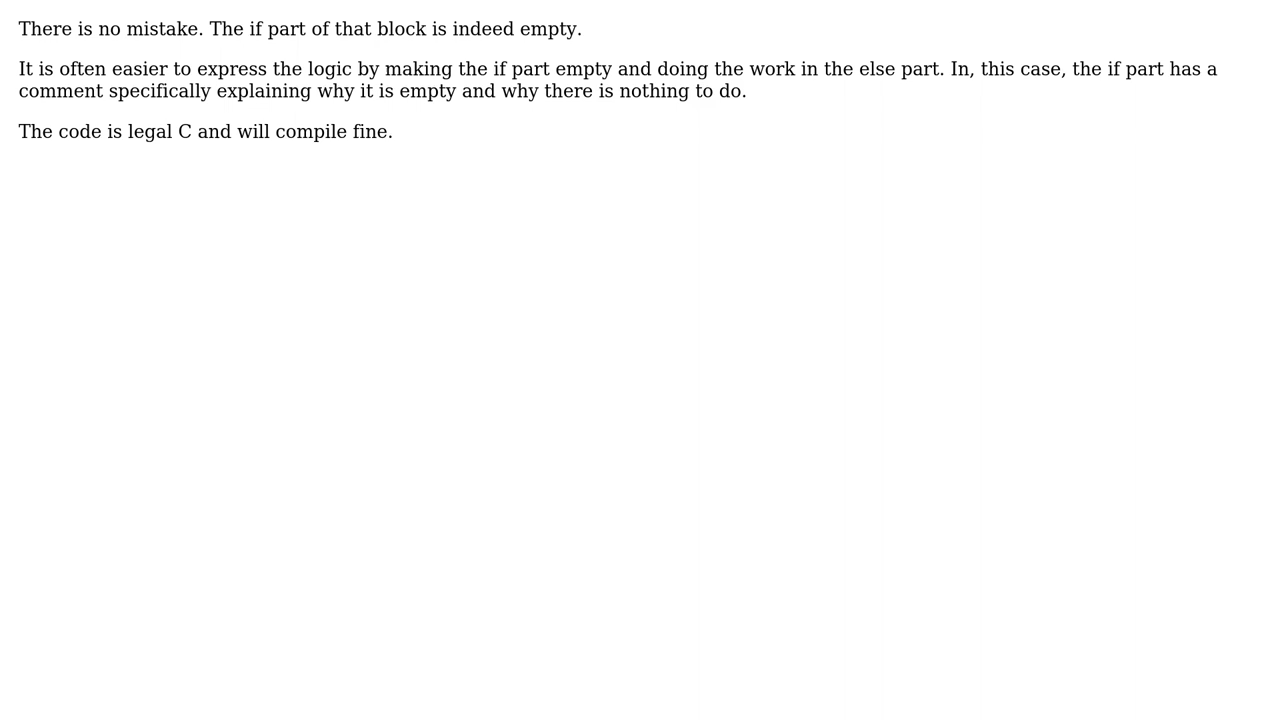 There is no mistake. The if part of that block is indeed empty.
It is often easier to express the logic by making the if part empty and doing the work in the else part. In, this case, the if part has a
comment specifically explaining why it is empty and why there is nothing to do.
The code is legal C and will compile fine.